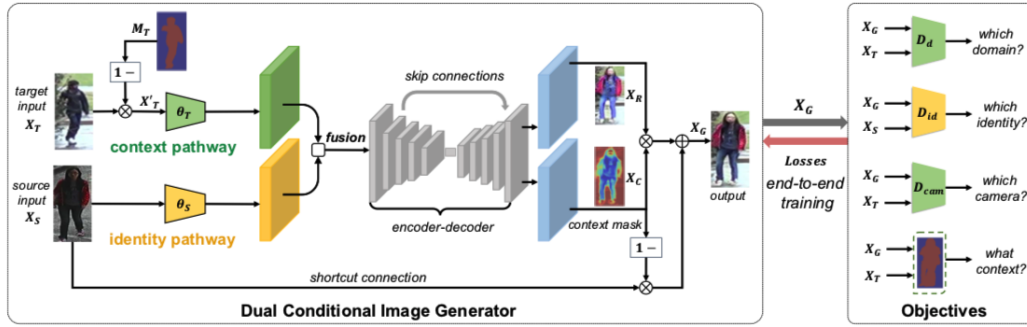 M_T
1 −
target
input
X_T
X'_T
θ_T
context pathway
fusion
source
input
X_S
θ_S
identity pathway
skip connections
encoder-decoder
X_R
X_C
context mask
1 −
X_G
output
shortcut connection
Dual Conditional Image Generator
X_G
Losses
end-to-end
training
X_G
X_T
D_d
which
domain?
X_G
X_S
D_id
which
identity?
X_G
X_T
D_cam
which
camera?
X_G
X_T
what
context?
Objectives